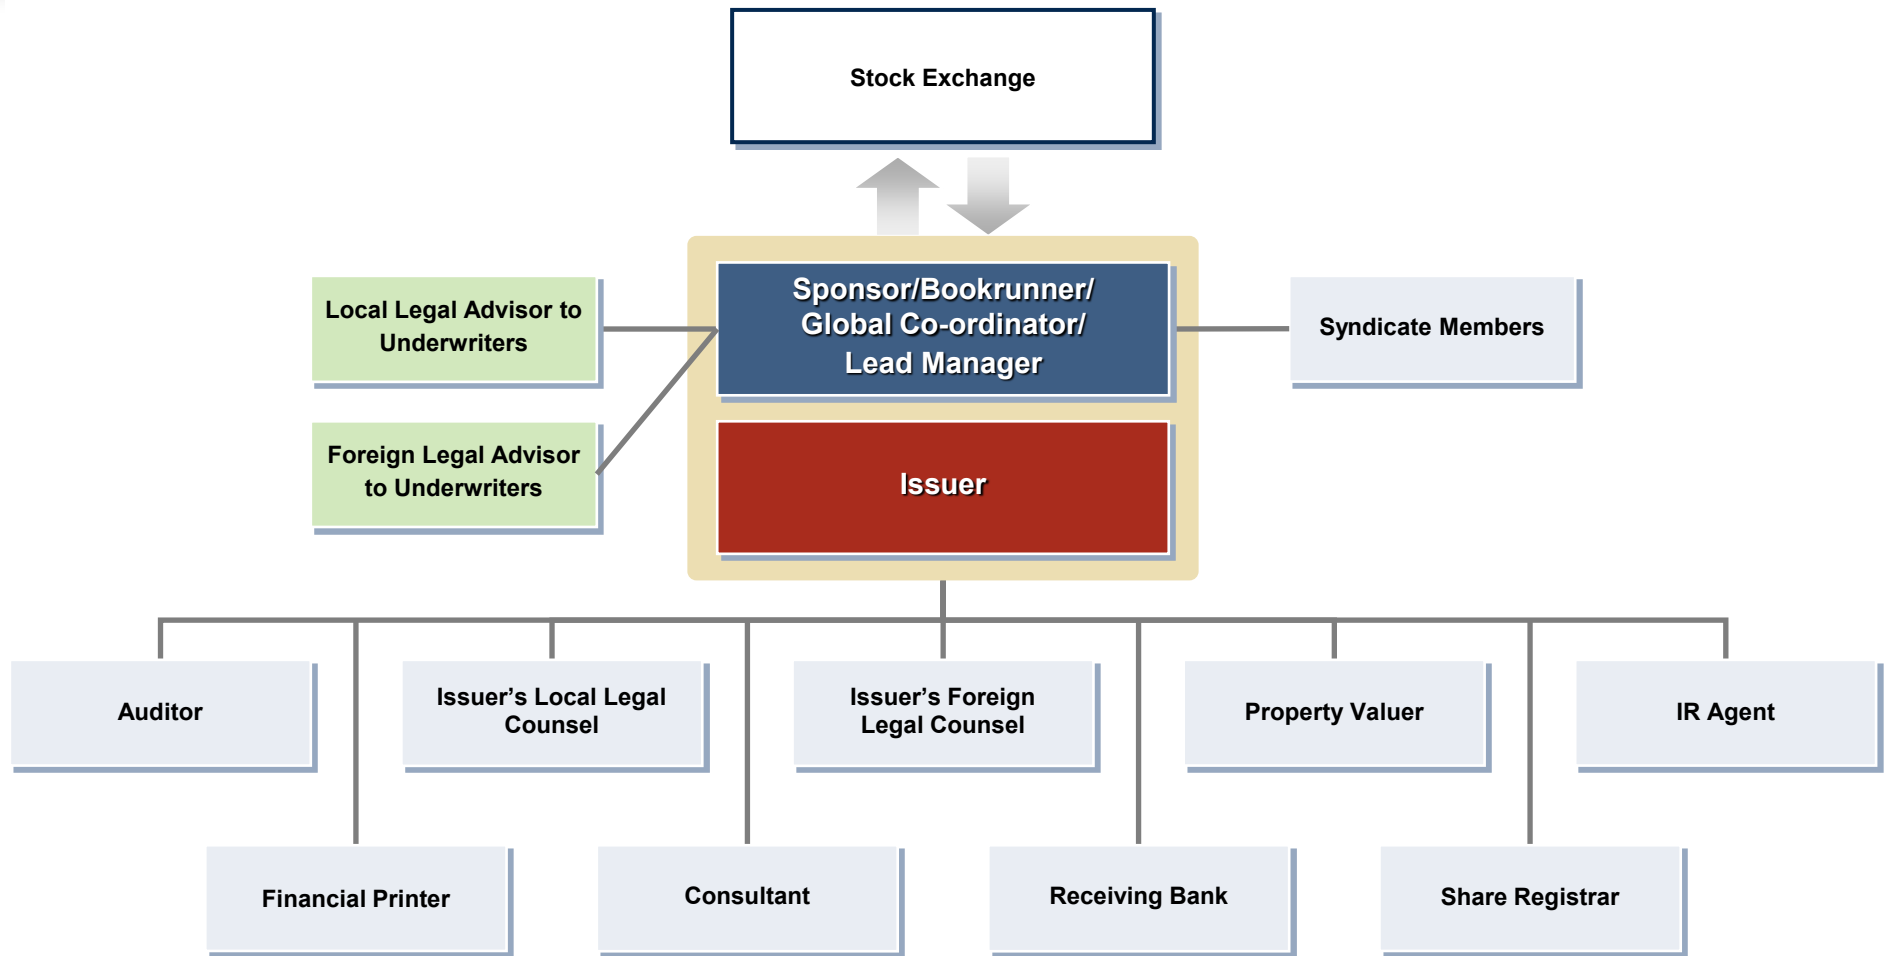 Stock Exchange
Local Legal Advisor to
Underwriters
Sponsor/Bookrunner/
Global Co-ordinator/
Lead Manager
Syndicate Members
Foreign Legal Advisor
to Underwriters
Issuer
Auditor
Issuer’s Local Legal
Counsel
Issuer’s Foreign
Legal Counsel
Property Valuer
IR Agent
Financial Printer
Consultant
Receiving Bank
Share Registrar